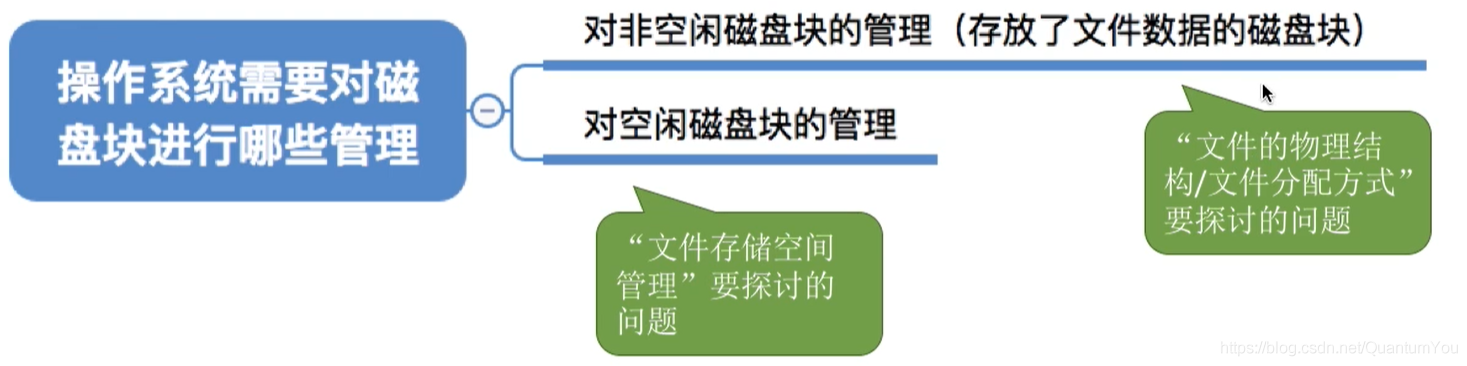 操作系统需要对磁
盘块进行哪些管理
对非空闲磁盘块的管理（存放了文件数据的磁盘块）
对空闲磁盘块的管理
“文件的物理结
构/文件分配方式”
要探讨的问题
“文件存储空间
管理”要探讨的
问题
https://blog.csdn.net/QuantumYou